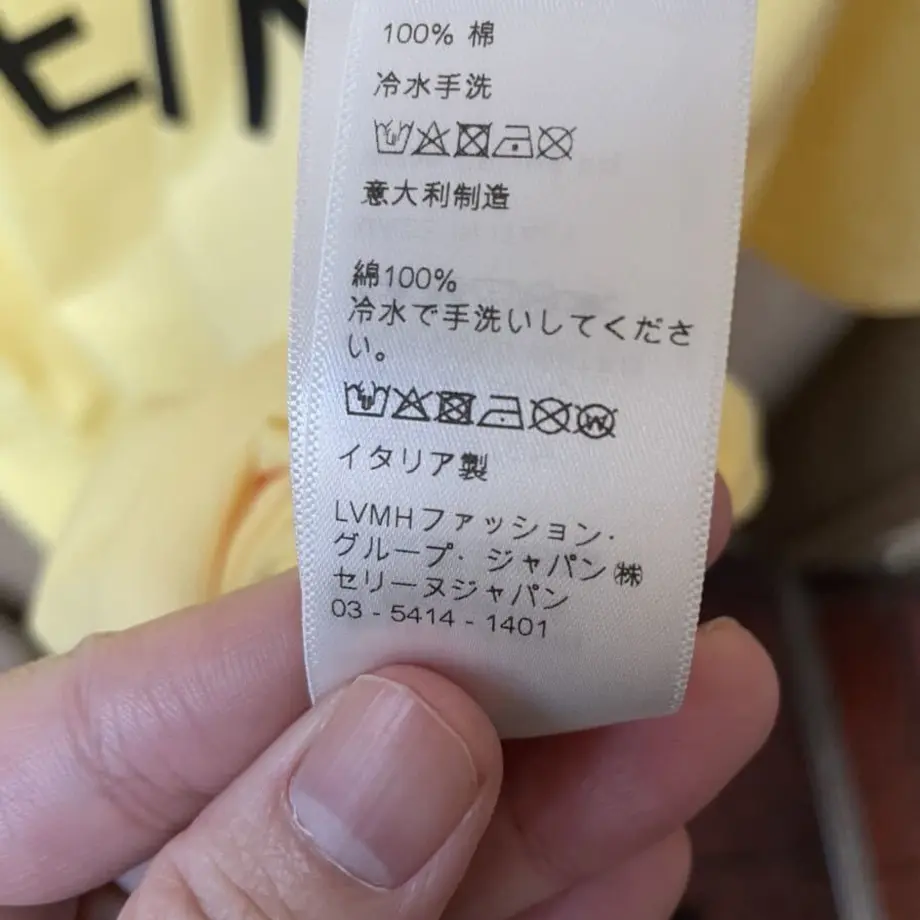 EIN
100% 棉
冷水手洗
意大利制造
綿100%
冷水で手洗いしてくださ
い。
イタリア製
LVMHファッション・
グループ・ジャパン㈱
セリーヌジャパン
03 - 5414 - 1401